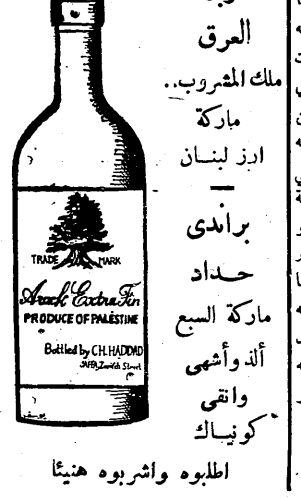 العرق
ملك المشروب..
ماركة
ارز لبنان
براندى
حداد
ماركة السبع
ألذ وأشهى
وانقى
كونياك
اطلبوه واشربوه هنيئا
TRADE MARK
Arack Extra Fin
PRODUCE OF PALESTINE
Bottled by CH. HADDAD
JAFFA,